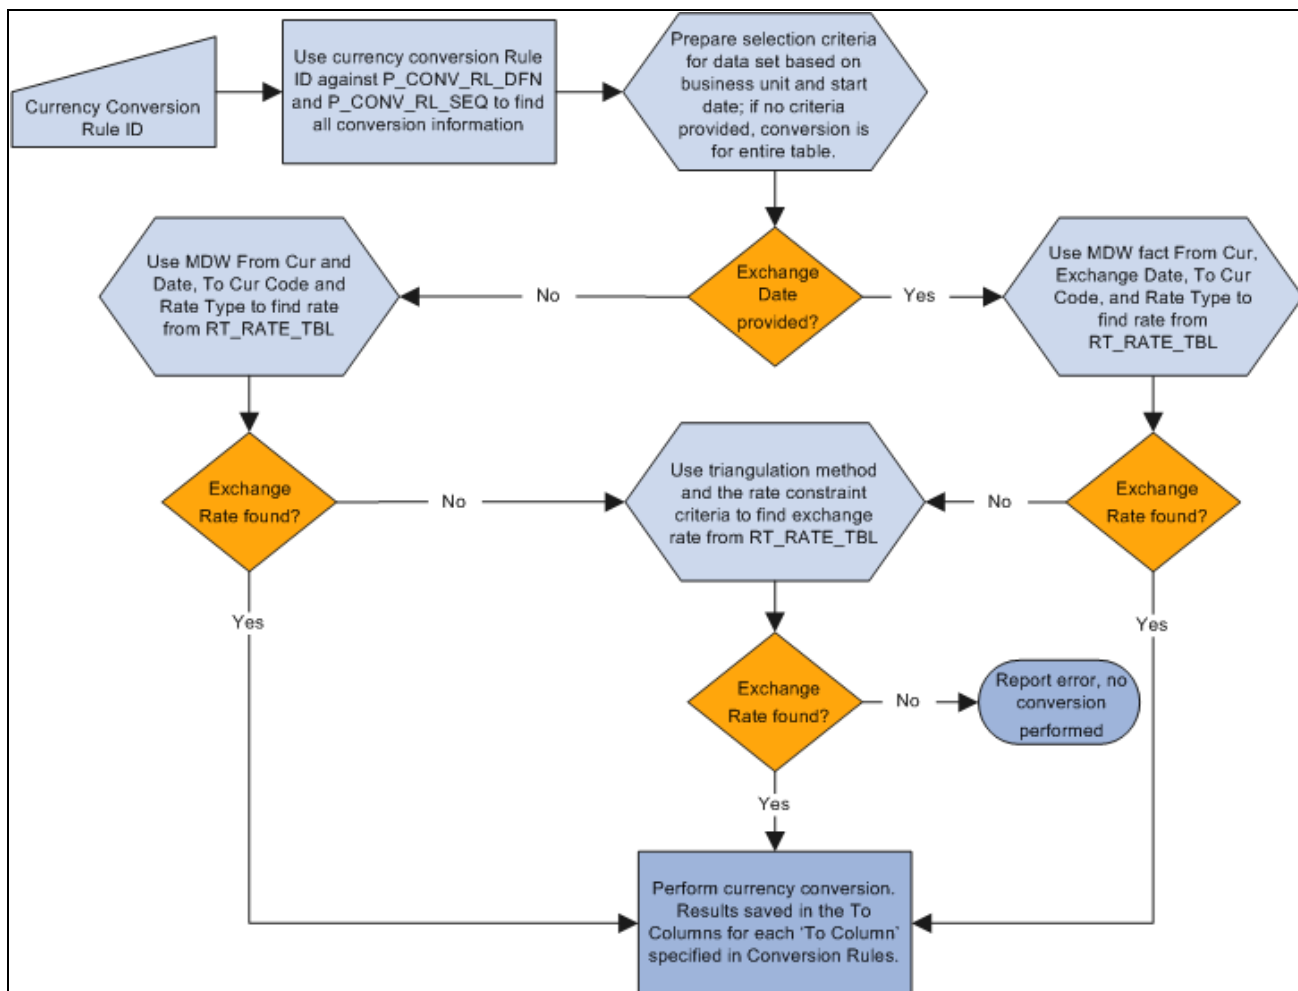 Currency Conversion
Rule ID
Use currency conversion Rule
ID against P_CONV_RL_DFN
and P_CONV_RL_SEQ to find
all conversion information
Prepare selection criteria
for data set based on
business unit and start
date; if no criteria
provided, conversion is
for entire table.
Use MDW From Cur and
Date, To Cur Code and
Rate Type to find rate
from RT_RATE_TBL
No
Exchange
Date
provided?
Yes
Use MDW fact From Cur,
Exchange Date, To Cur
Code, and Rate Type to
find rate from
RT_RATE_TBL
Exchange
Rate found?
No
Use triangulation method
and the rate constraint
criteria to find exchange
rate from RT_RATE_TBL
No
Exchange
Rate found?
Yes
Yes
Exchange
Rate found?
No
Report error, no
conversion
performed
Yes
Perform currency conversion.
Results saved in the To
Columns for each ‘To Column’
specified in Conversion Rules.